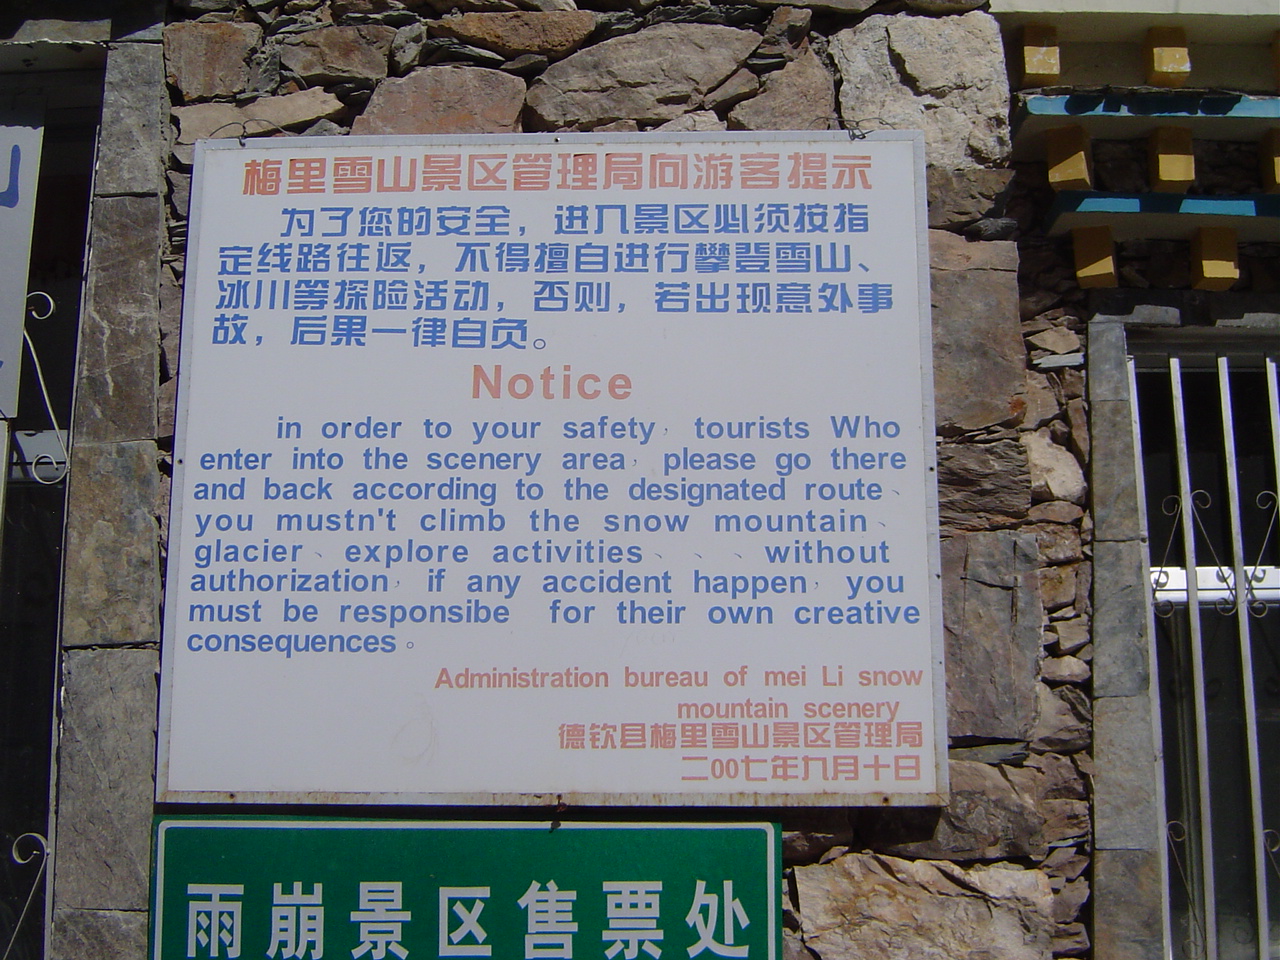 梅里雪山景区管理局向游客提示
为了您的安全，进入景区必须按指
定线路往返，不得擅自进行攀登雪山、
冰川等探险活动，否则，若出现意外事
故，后果一律自负。
Notice
in order to your safety, tourists Who
enter into the scenery area, please go there
and back according to the designated route、
you mustn't climb the snow mountain、
glacier、explore activities、、、without
authorization, if any accident happen, you
must be responsibe for their own creative
consequences。
Administration bureau of mei Li snow
mountain scenery
德钦县梅里雪山景区管理局
二00七年九月十日
雨崩景区售票处